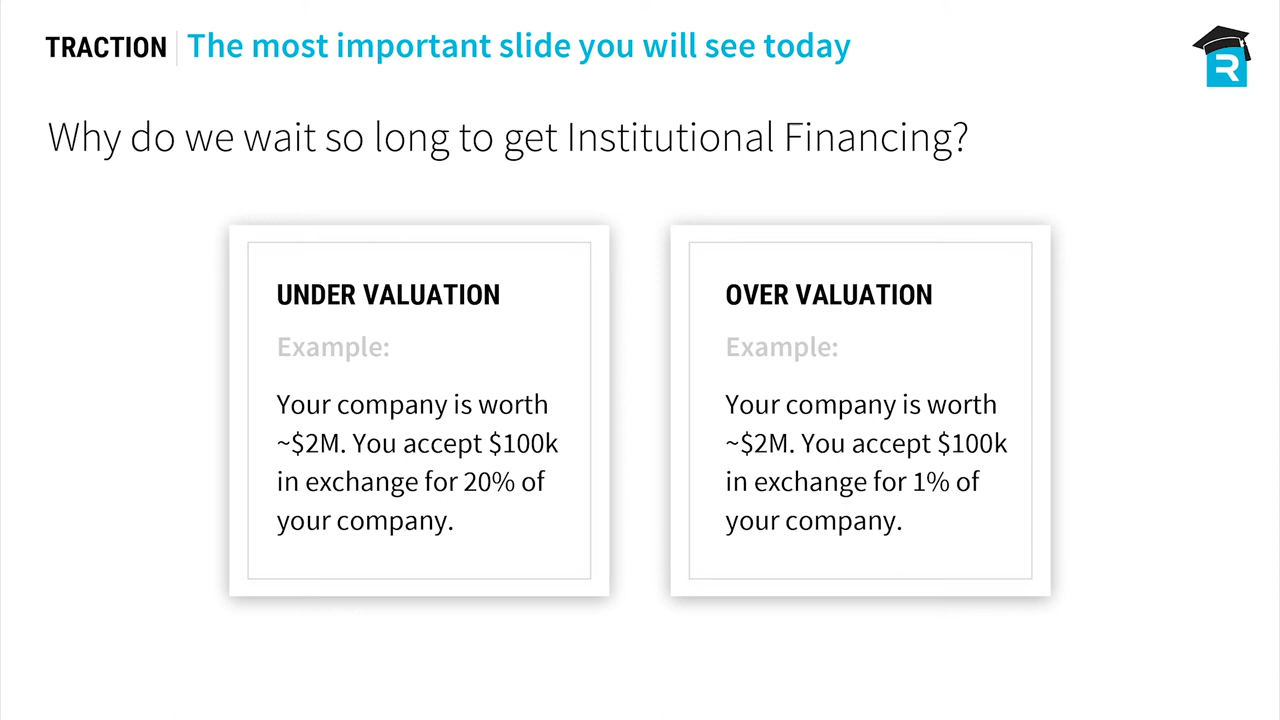 TRACTION The most important slide you will see today
Why do we wait so long to get Institutional Financing?
UNDER VALUATION
Example:
Your company is worth
~$2M. You accept $100k
in exchange for 20% of
your company.
OVER VALUATION
Example:
Your company is worth
~$2M. You accept $100k
in exchange for 1% of
your company.